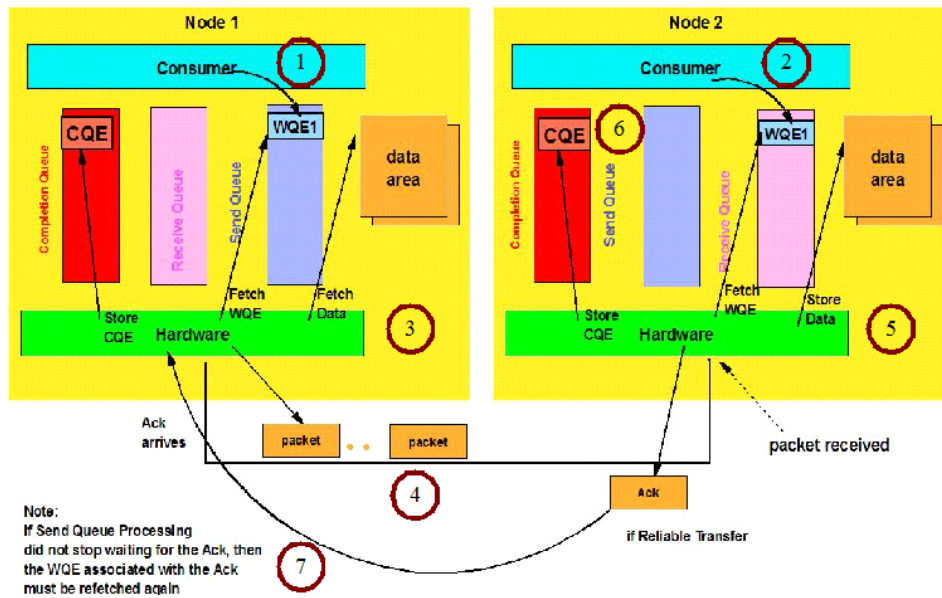 Node 1
Consumer
1
CQE
WQE1
data
area
Completion Queue
Receive Queue
Send Queue
Fetch
WQE
Fetch
Data
Store
CQE
Hardware
3
Node 2
Consumer
2
CQE
6
WQE1
data
area
Completion Queue
Send Queue
Receive Queue
Fetch
WQE
Store
Data
Store
CQE
Hardware
5
Ack
arrives
packet
packet
packet received
4
Ack
if Reliable Transfer
Note:
If Send Queue Processing
did not stop waiting for the Ack, then
the WQE associated with the Ack
must be refetched again
7